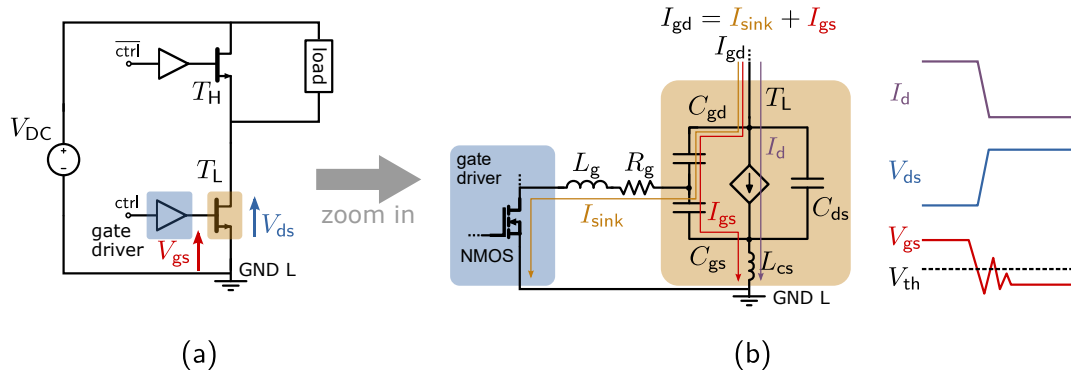 c̅t̅r̅l̅
T_H
load
V_DC
+
-
T_L
ctrl
gate
driver
V_gs
V_ds
GND L
(a)
zoom in
I_gd = I_sink + I_gs
I_gd
T_L
C_gd
I_d
gate
driver
L_g
R_g
I_sink
I_gs
C_ds
NMOS
C_gs
L_cs
GND L
(b)
I_d
V_ds
V_gs
V_th